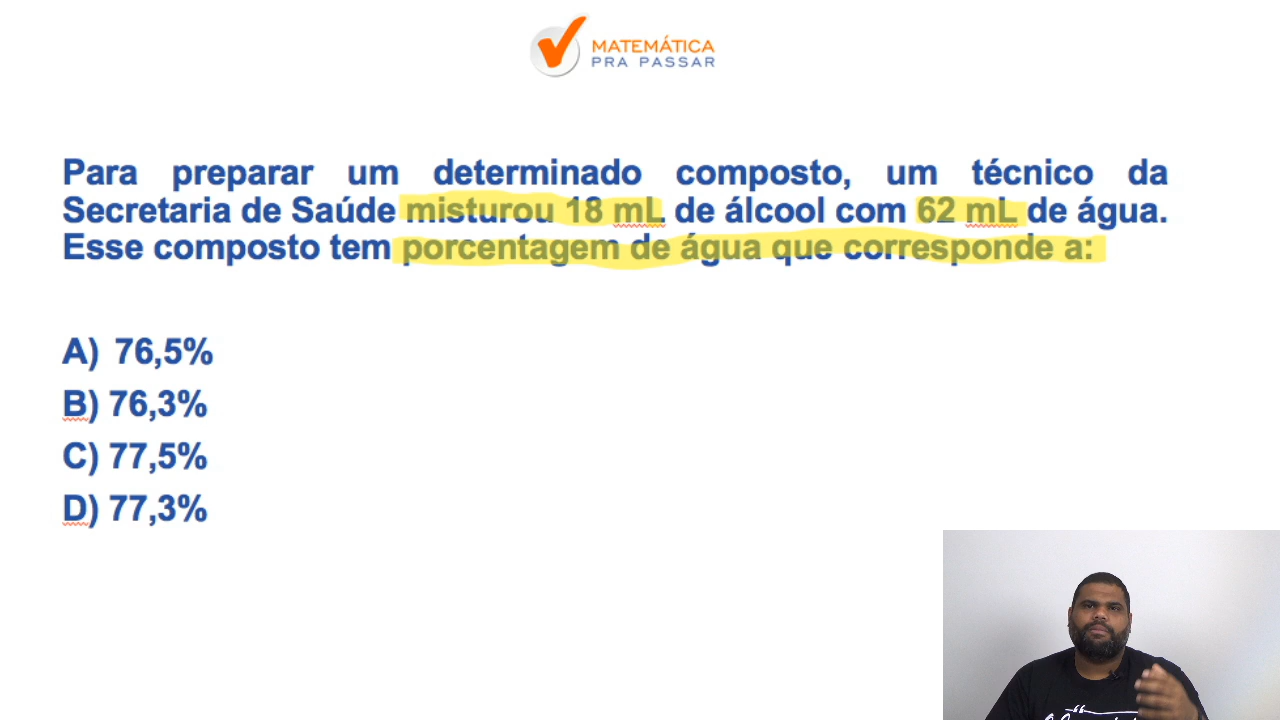 MATEMÁTICA
PRA PASSAR
Para preparar um determinado composto, um técnico da
Secretaria de Saúde misturou 18 mL de álcool com 62 mL de água.
Esse composto tem porcentagem de água que corresponde a:
A) 76,5%
B) 76,3%
C) 77,5%
D) 77,3%